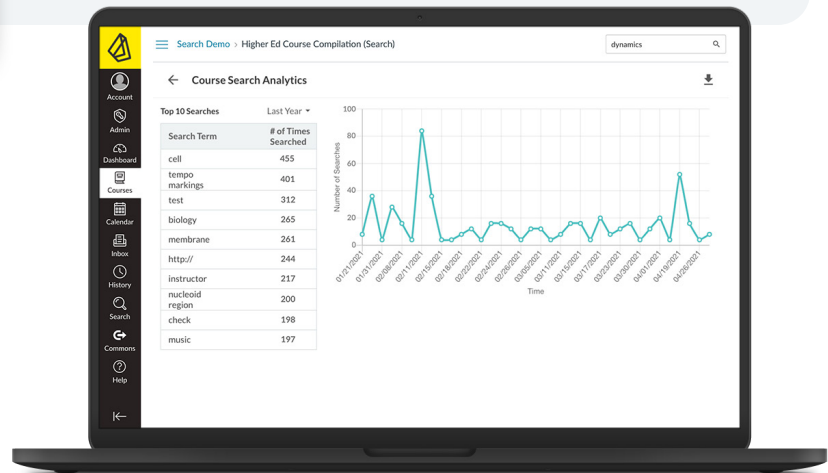 Search Demo > Higher Ed Course Compilation (Search)
dynamics
Account
Admin
Dashboard
Courses
Calendar
Inbox
History
Search
Commons
Help
Course Search Analytics
Top 10 Searches
Last Year
Search Term # of Times Searched
cell 455
tempo markings 401
test 312
biology 265
membrane 261
http:// 244
instructor 217
nucleoid region 200
check 198
music 197
Number of Searches
100
80
60
40
20
0
01/21/2021
01/31/2021
02/08/2021
02/11/2021
02/15/2021
02/18/2021
02/22/2021
02/24/2021
02/26/2021
03/05/2021
03/11/2021
03/15/2021
03/17/2021
03/23/2021
03/30/2021
04/01/2021
04/19/2021
04/26/2021
Time